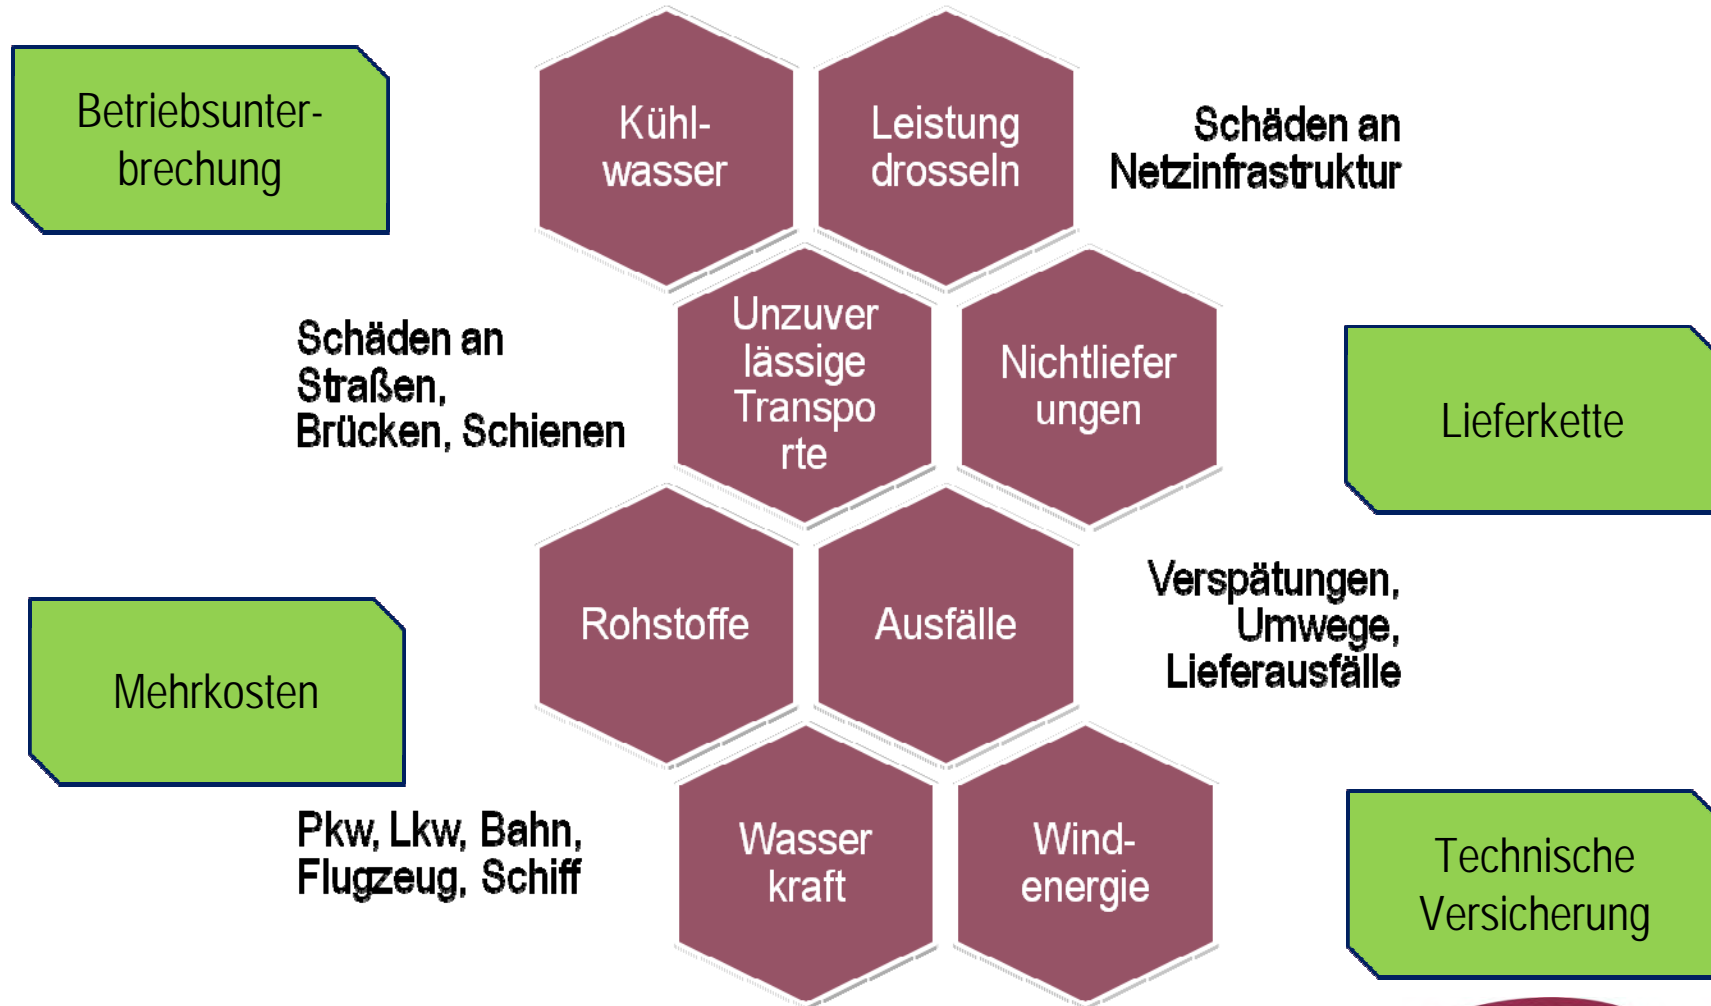 Betriebsunter-
brechung
Kühl-
wasser
Leistung
drosseln
Schäden an
Netzinfrastruktur
Schäden an
Straßen,
Brücken, Schienen
Unzuver
lässige
Transpo
rte
Nichtliefer
ungen
Lieferkette
Rohstoffe
Ausfälle
Verspätungen,
Umwege,
Lieferausfälle
Mehrkosten
Pkw, Lkw, Bahn,
Flugzeug, Schiff
Wasser
kraft
Wind-
energie
Technische
Versicherung